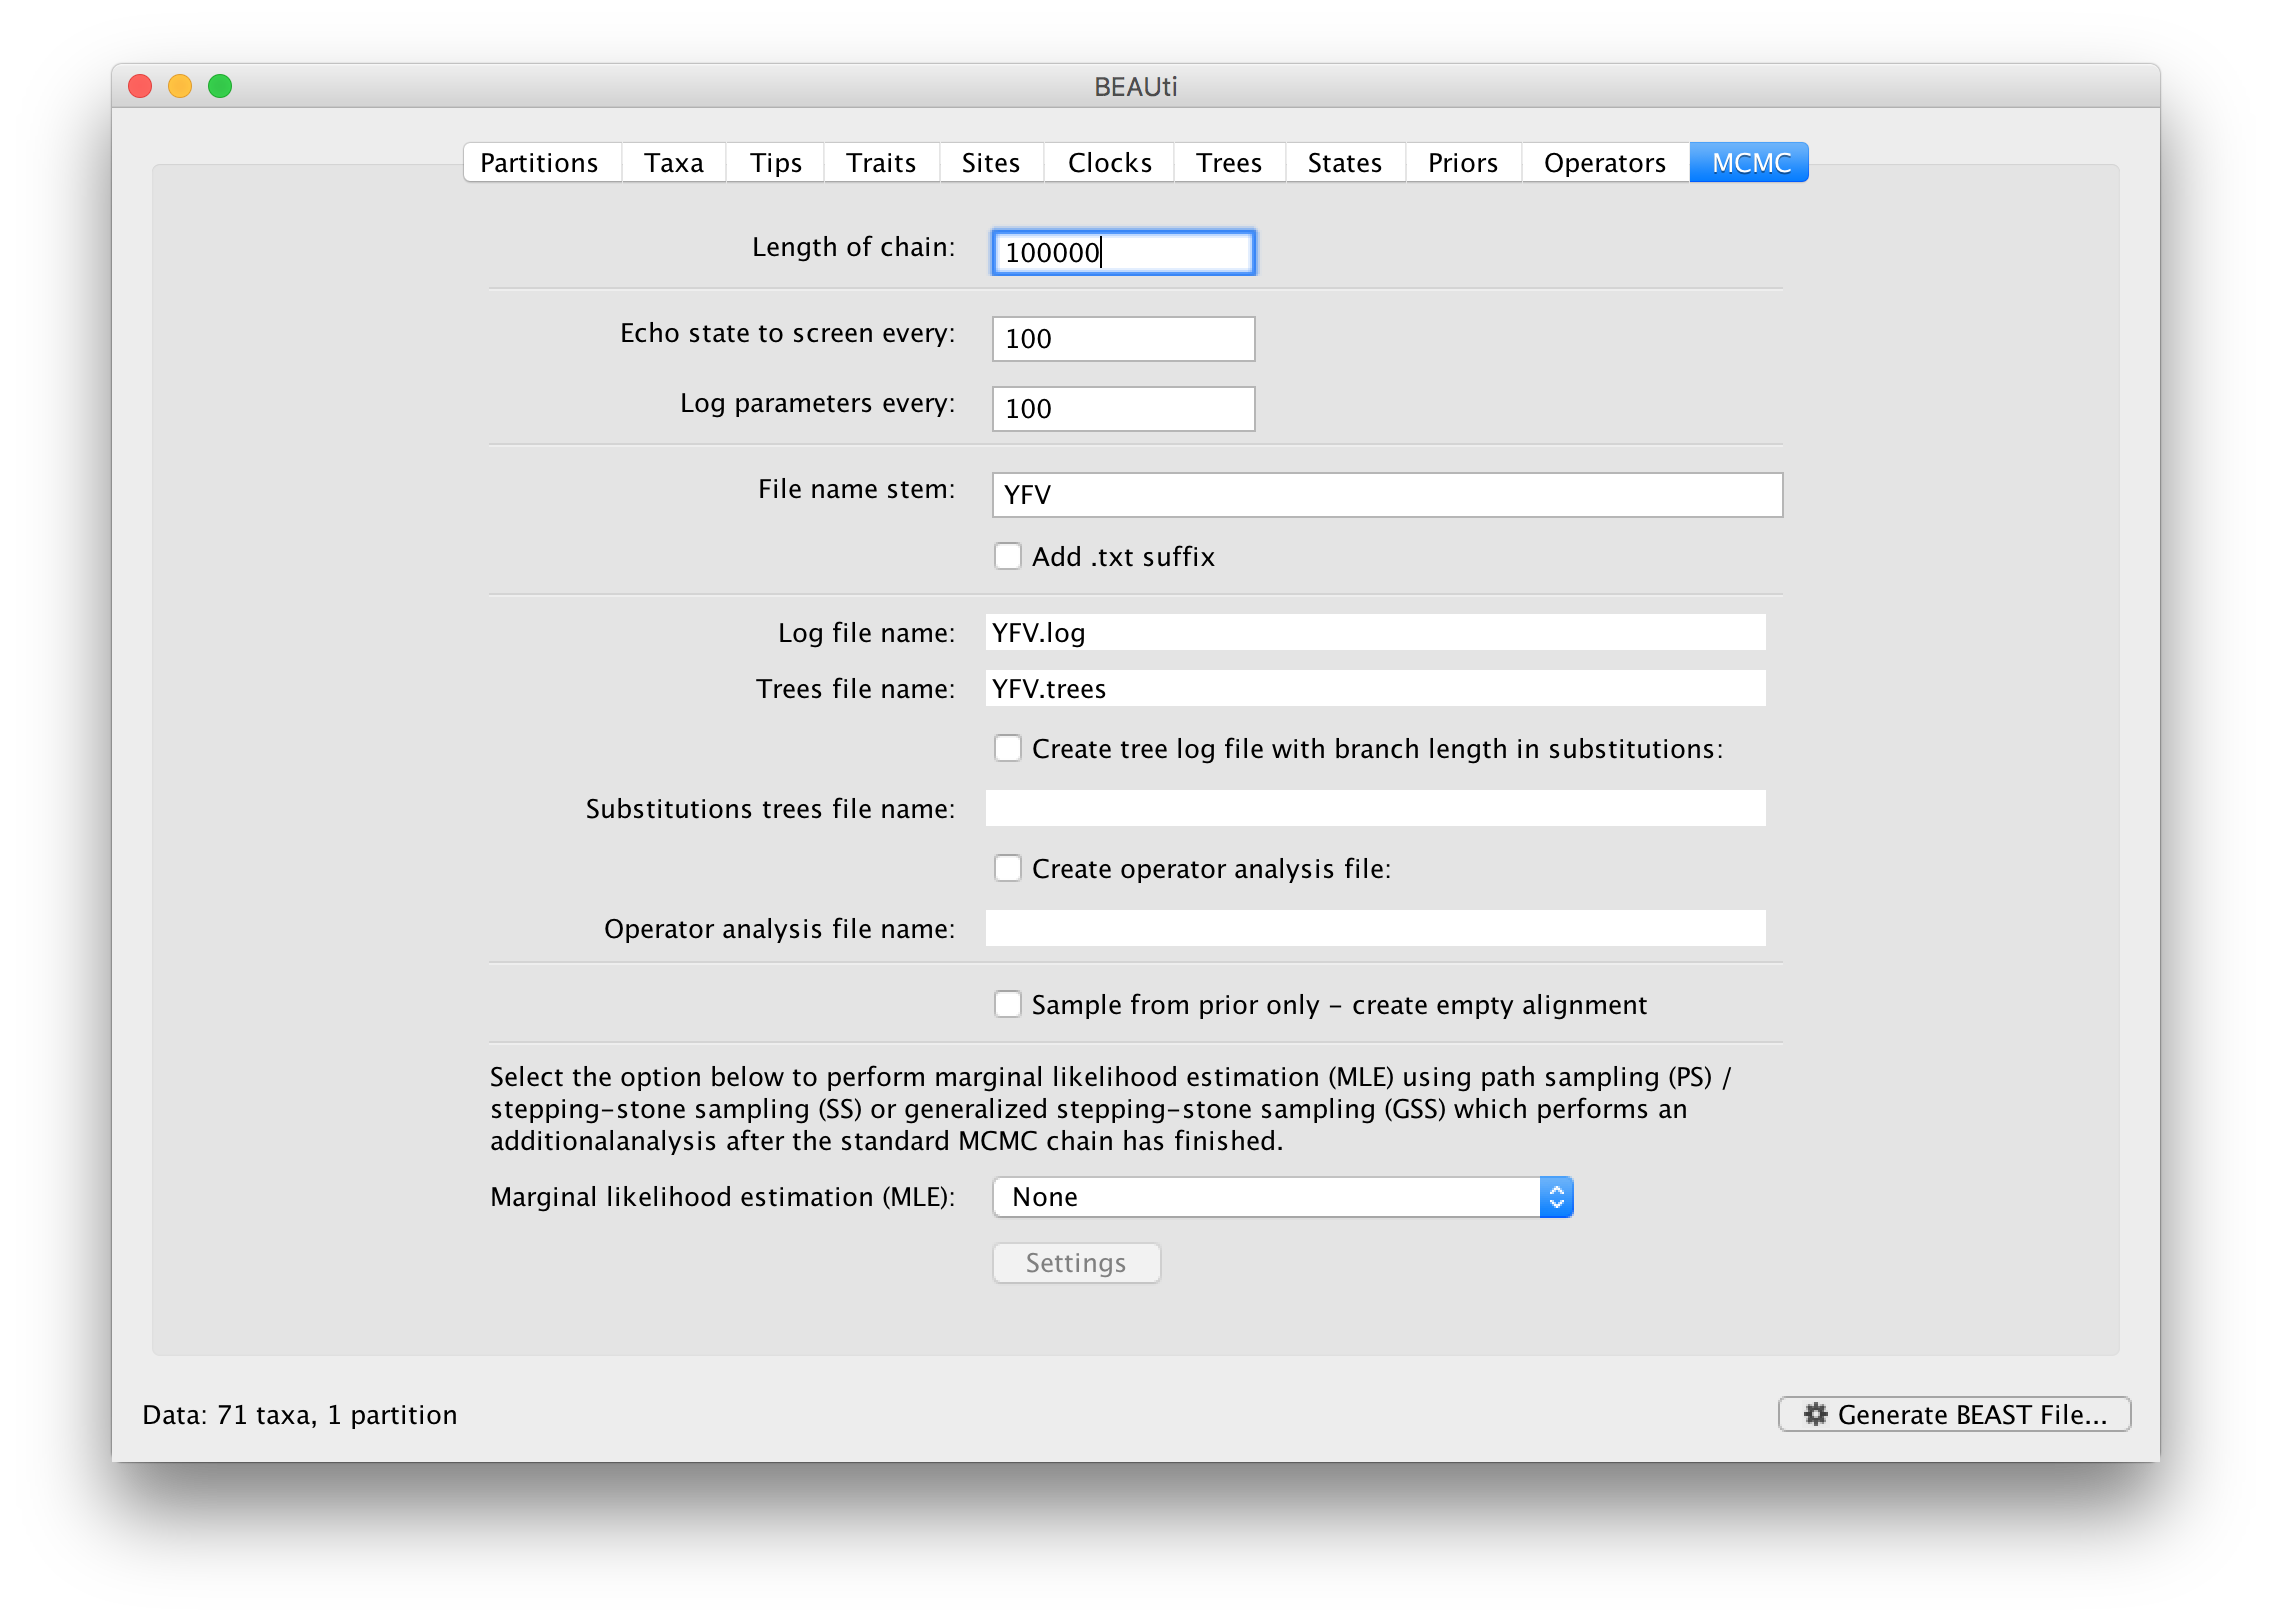 BEAUti
Partitions Taxa Tips Traits Sites Clocks Trees States Priors Operators MCMC
Length of chain: 100000
Echo state to screen every: 100
Log parameters every: 100
File name stem: YFV
Add .txt suffix
Log file name: YFV.log
Trees file name: YFV.trees
Create tree log file with branch length in substitutions:
Substitutions trees file name:
Create operator analysis file:
Operator analysis file name:
Sample from prior only – create empty alignment
Select the option below to perform marginal likelihood estimation (MLE) using path sampling (PS) /
stepping-stone sampling (SS) or generalized stepping-stone sampling (GSS) which performs an
additionalanalysis after the standard MCMC chain has finished.
Marginal likelihood estimation (MLE): None
Settings
Data: 71 taxa, 1 partition Generate BEAST File...